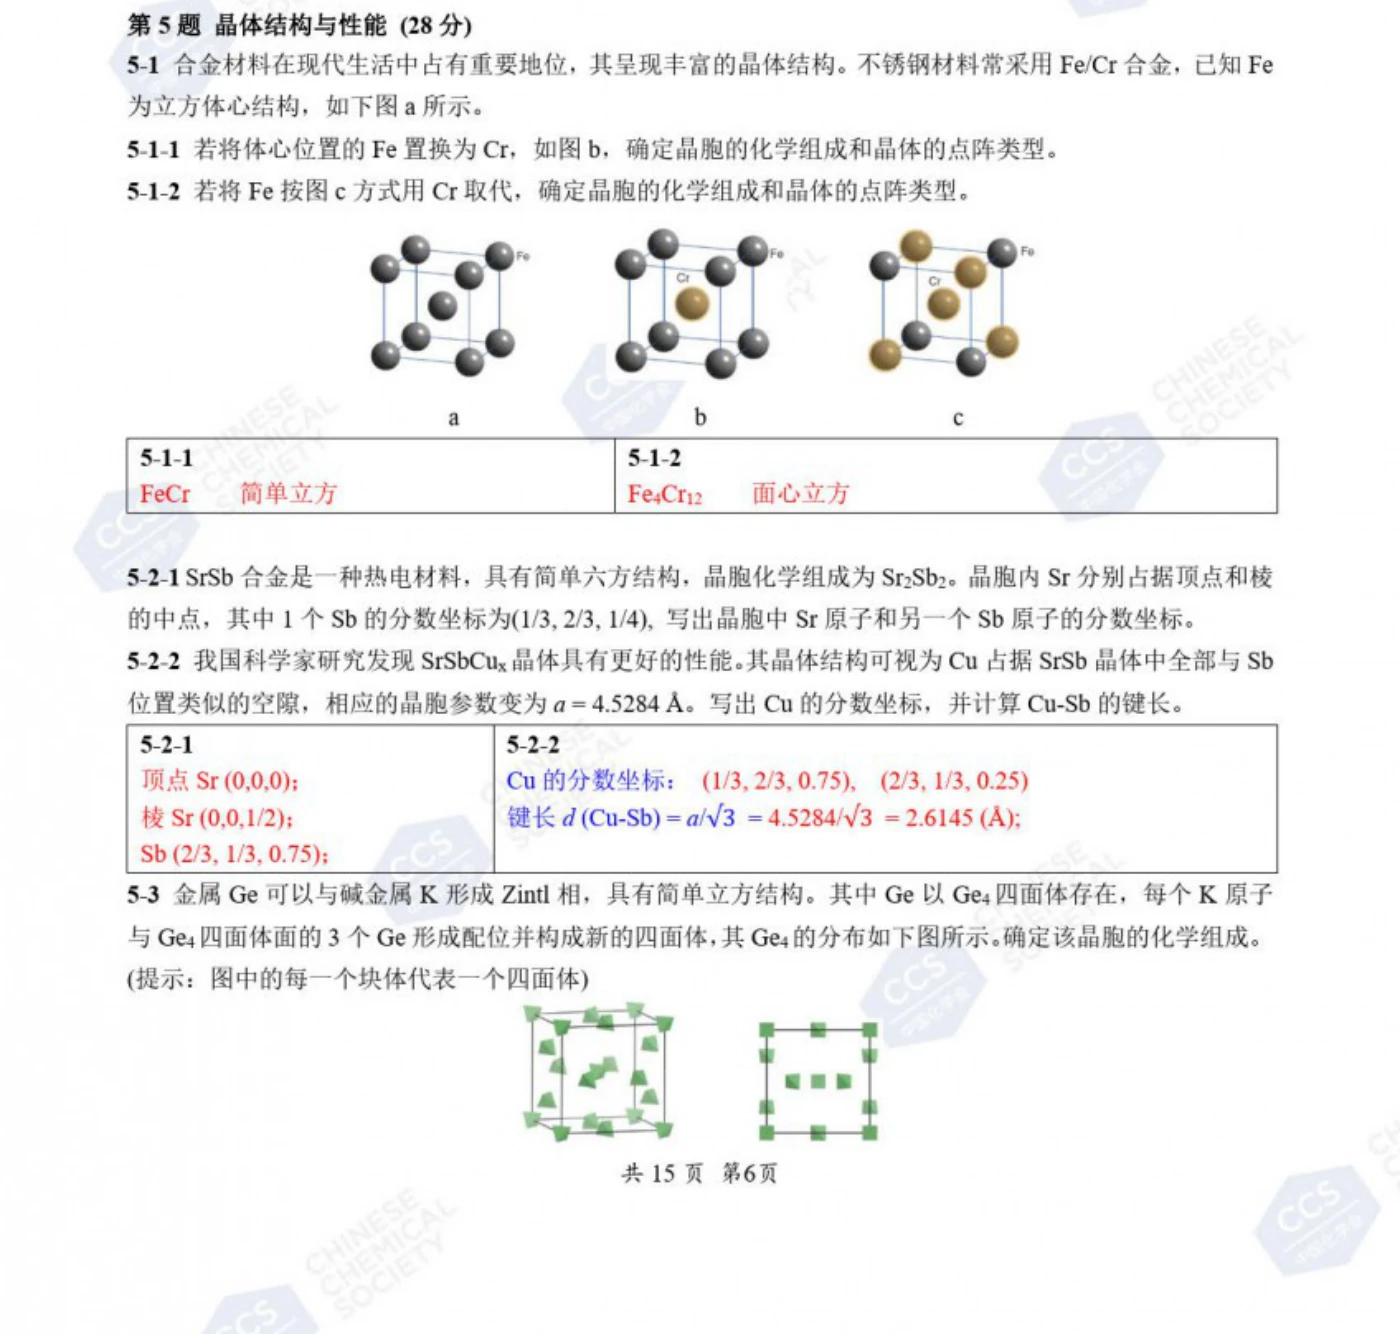 第 5 题 晶体结构与性能 (28 分)
5-1 合金材料在现代生活中占有重要地位，其呈现丰富的晶体结构。不锈钢材料常采用 Fe/Cr 合金，已知 Fe
为立方体心结构，如下图 a 所示。
5-1-1 若将体心位置的 Fe 置换为 Cr，如图 b，确定晶胞的化学组成和晶体的点阵类型。
5-1-2 若将 Fe 按图 c 方式用 Cr 取代，确定晶胞的化学组成和晶体的点阵类型。
Fe
Cr
Fe
Cr
Fe
a b c
5-1-1 5-1-2
FeCr 简单立方 Fe₄Cr₁₂ 面心立方
5-2-1 SrSb 合金是一种热电材料，具有简单六方结构，晶胞化学组成为 Sr₂Sb₂。晶胞内 Sr 分别占据顶点和棱
的中点，其中 1 个 Sb 的分数坐标为(1/3, 2/3, 1/4), 写出晶胞中 Sr 原子和另一个 Sb 原子的分数坐标。
5-2-2 我国科学家研究发现 SrSbCuₓ 晶体具有更好的性能。其晶体结构可视为 Cu 占据 SrSb 晶体中全部与 Sb
位置类似的空隙，相应的晶胞参数变为 a = 4.5284 Å。写出 Cu 的分数坐标，并计算 Cu-Sb 的键长。
5-2-1
顶点 Sr (0,0,0);
棱 Sr (0,0,1/2);
Sb (2/3, 1/3, 0.75);
5-2-2
Cu 的分数坐标： (1/3, 2/3, 0.75), (2/3, 1/3, 0.25)
键长 d (Cu-Sb) = a/√3 = 4.5284/√3 = 2.6145 (Å);
5-3 金属 Ge 可以与碱金属 K 形成 Zintl 相，具有简单立方结构。其中 Ge 以 Ge₄ 四面体存在，每个 K 原子
与 Ge₄ 四面体面的 3 个 Ge 形成配位并构成新的四面体，其 Ge₄ 的分布如下图所示。确定该晶胞的化学组成。
(提示：图中的每一个块体代表一个四面体)
共 15 页 第6页
CCS
中国化学会
CHINESE
CHEMICAL
SOCIETY